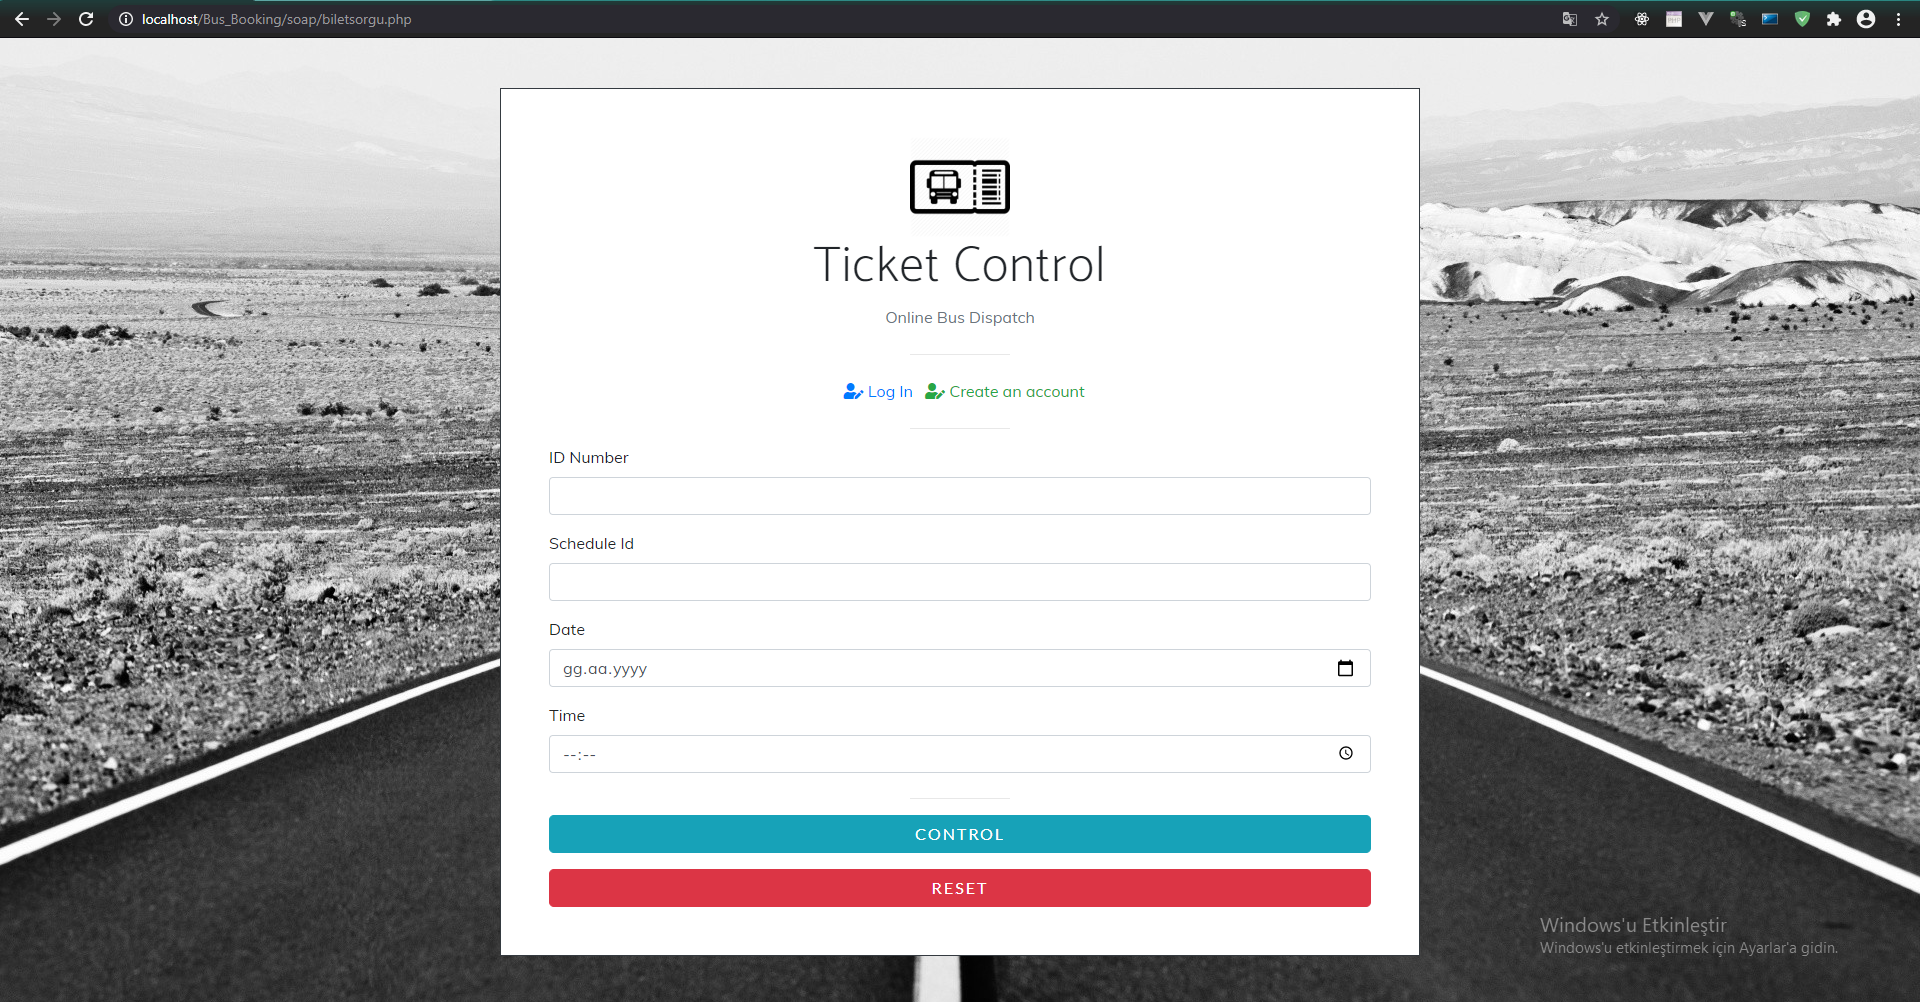 localhost/Bus_Booking/soap/biletsorgu.php
Ticket Control
Online Bus Dispatch
Log In Create an account
ID Number
Schedule Id
Date
gg.aa.yyyy
Time
--:--
CONTROL
RESET
Windows'u Etkinleştir
Windows'u etkinleştirmek için Ayarlar'a gidin.